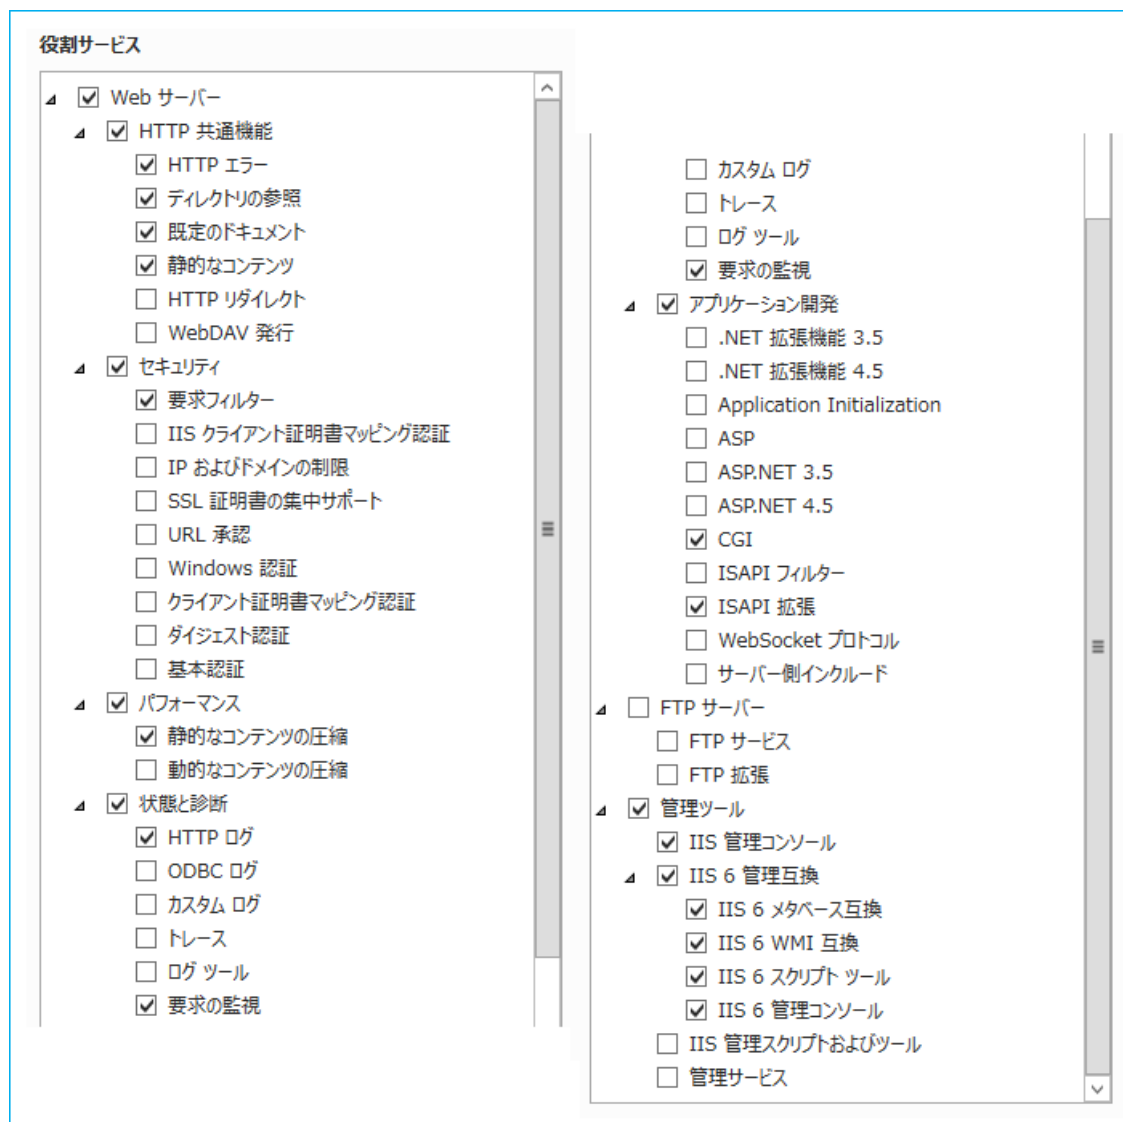 役割サービス
Web サーバー
HTTP 共通機能
HTTP エラー
ディレクトリの参照
既定のドキュメント
静的なコンテンツ
HTTP リダイレクト
WebDAV 発行
セキュリティ
要求フィルター
IIS クライアント証明書マッピング認証
IP およびドメインの制限
SSL 証明書の集中サポート
URL 承認
Windows 認証
クライアント証明書マッピング認証
ダイジェスト認証
基本認証
パフォーマンス
静的なコンテンツの圧縮
動的なコンテンツの圧縮
状態と診断
HTTP ログ
ODBC ログ
カスタム ログ
トレース
ログ ツール
要求の監視
カスタム ログ
トレース
ログ ツール
要求の監視
アプリケーション開発
.NET 拡張機能 3.5
.NET 拡張機能 4.5
Application Initialization
ASP
ASP.NET 3.5
ASP.NET 4.5
CGI
ISAPI フィルター
ISAPI 拡張
WebSocket プロトコル
サーバー側インクルード
FTP サーバー
FTP サービス
FTP 拡張
管理ツール
IIS 管理コンソール
IIS 6 管理互換
IIS 6 メタベース互換
IIS 6 WMI 互換
IIS 6 スクリプト ツール
IIS 6 管理コンソール
IIS 管理スクリプトおよびツール
管理サービス